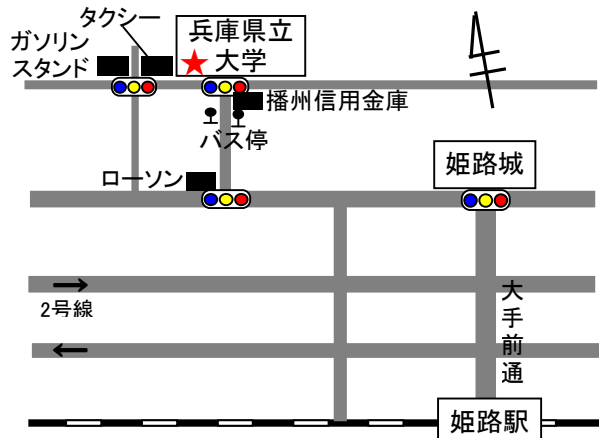 タクシー
ガソリン
スタンド
兵庫県立
大学
播州信用金庫
バス停
ローソン
姫路城
2号線
大手前通
姫路駅